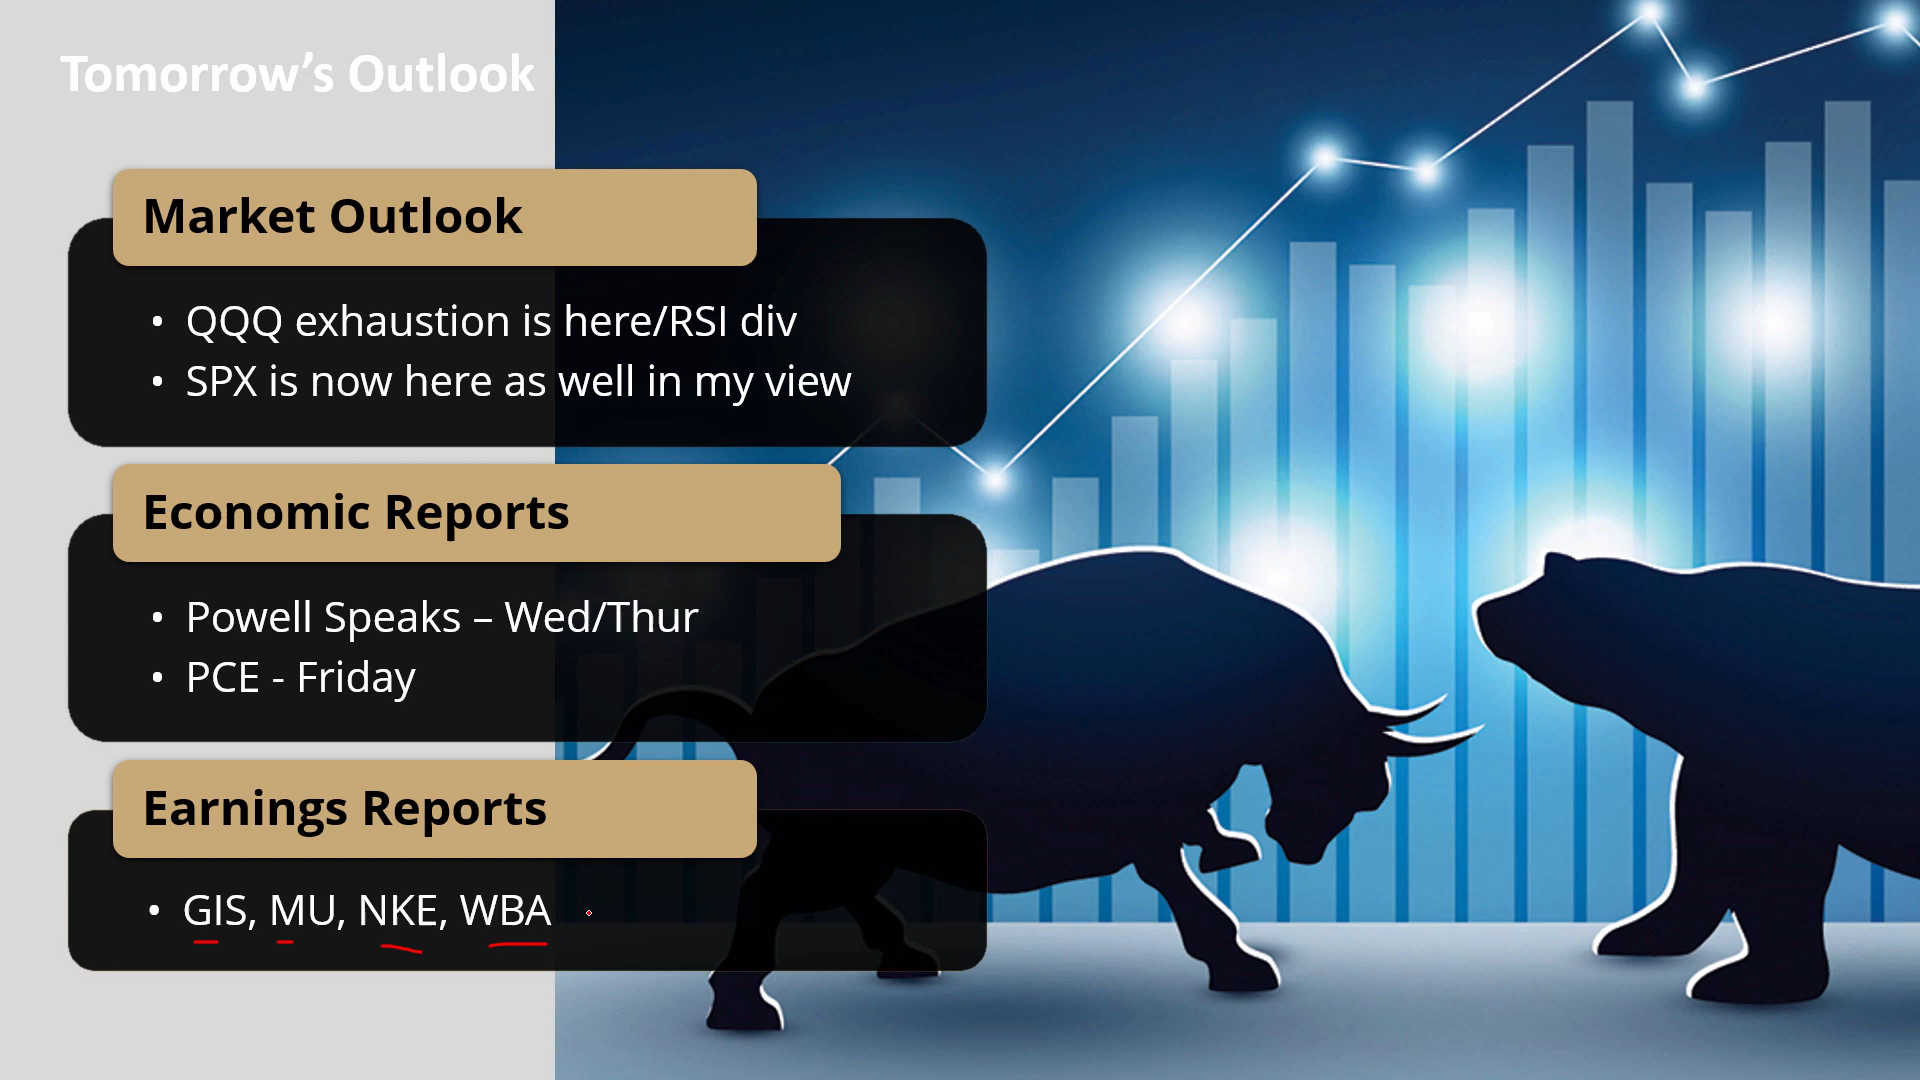 Tomorrow’s Outlook
Market Outlook
• QQQ exhaustion is here/RSI div
• SPX is now here as well in my view
Economic Reports
• Powell Speaks – Wed/Thur
• PCE - Friday
Earnings Reports
• GIS, MU, NKE, WBA